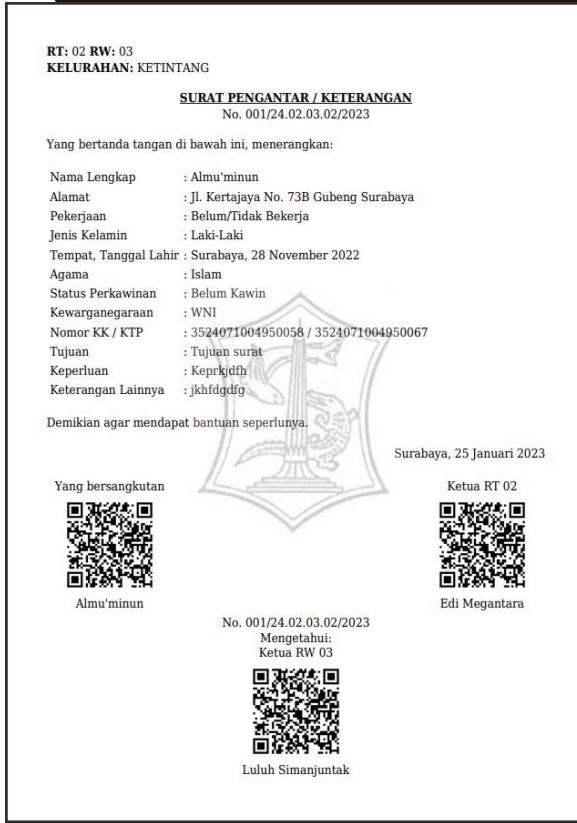 RT: 02 RW: 03
KELURAHAN: KETINTANG
SURAT PENGANTAR / KETERANGAN
No. 001/24.02.03.02/2023
Yang bertanda tangan di bawah ini, menerangkan:
Nama Lengkap : Almu'minun
Alamat : Jl. Kertajaya No. 73B Gubeng Surabaya
Pekerjaan : Belum/Tidak Bekerja
Jenis Kelamin : Laki-Laki
Tempat, Tanggal Lahir : Surabaya, 28 November 2022
Agama : Islam
Status Perkawinan : Belum Kawin
Kewarganegaraan : WNI
Nomor KK / KTP : 3524071004950058 / 3524071004950067
Tujuan : Tujuan surat
Keperluan : Keprkjdfh
Keterangan Lainnya : jkhfdgdfg
Demikian agar mendapat bantuan seperlunya.
Surabaya, 25 Januari 2023
Yang bersangkutan
Ketua RT 02
Almu'minun
Edi Megantara
No. 001/24.02.03.02/2023
Mengetahui:
Ketua RW 03
Luluh Simanjuntak